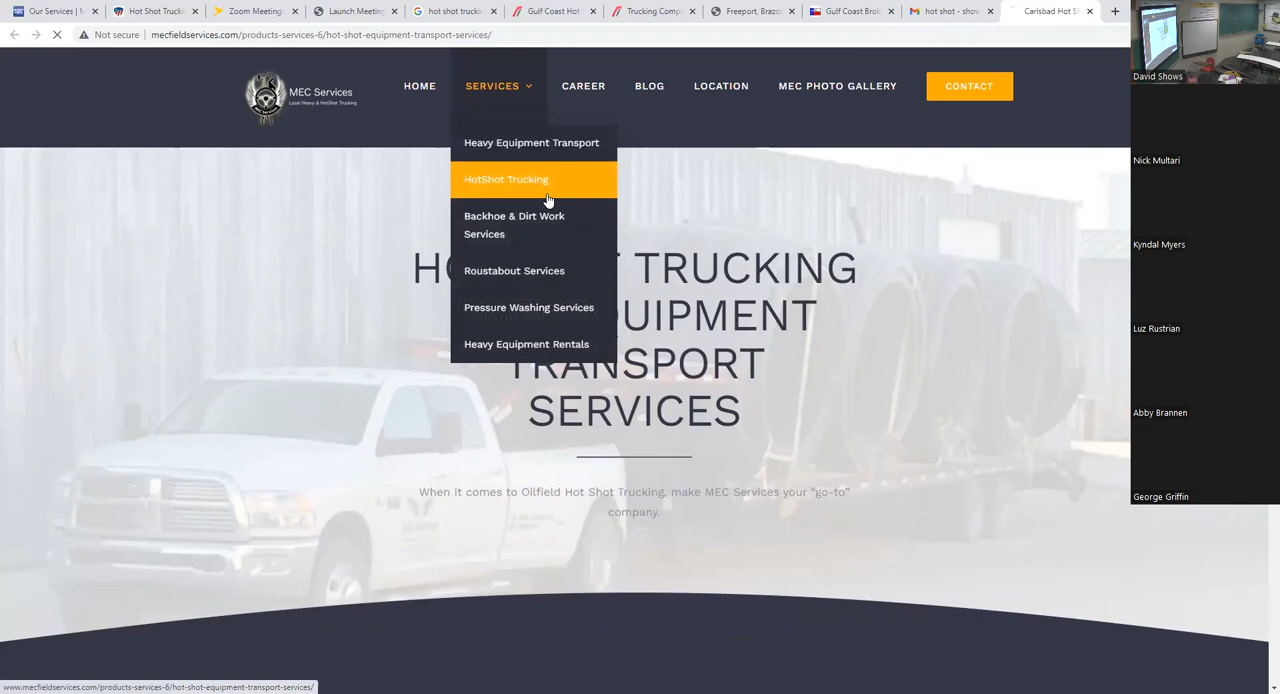 Our Services | M
Hot Shot Truckin
Zoom Meeting
Launch Meeting
hot shot truckin
Gulf Coast Hot
Trucking Comp
Freeport, Brazo
Gulf Coast Brok
hot shot - show
Carlsbad Hot S
Not secure
mecfieldservices.com/products-services-6/hot-shot-equipment-transport-services/
MEC Services
Local Heavy & HotShot Trucking
HOME
SERVICES
CAREER
BLOG
LOCATION
MEC PHOTO GALLERY
CONTACT
Heavy Equipment Transport
HotShot Trucking
Backhoe & Dirt Work
Services
Roustabout Services
Pressure Washing Services
Heavy Equipment Rentals
H T TRUCKING
UIPMENT
TRANSPORT
SERVICES
When it comes to Oilfield Hot Shot Trucking, make MEC Services your “go-to”
company.
David Shows
Nick Multari
Kyndal Myers
Luz Rustrian
Abby Brannen
George Griffin
www.mecfieldservices.com/products-services-6/hot-shot-equipment-transport-services/